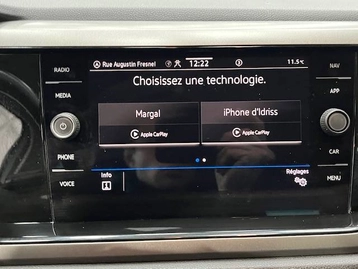 Rue Augustin Fresnel 12:22 11.5°C
RADIO
NAV
Choisissez une technologie.
MEDIA
APP
Margal
iPhone d'Idriss
Apple CarPlay
Apple CarPlay
PHONE
CAR
VOICE
Info
Réglages
MENU